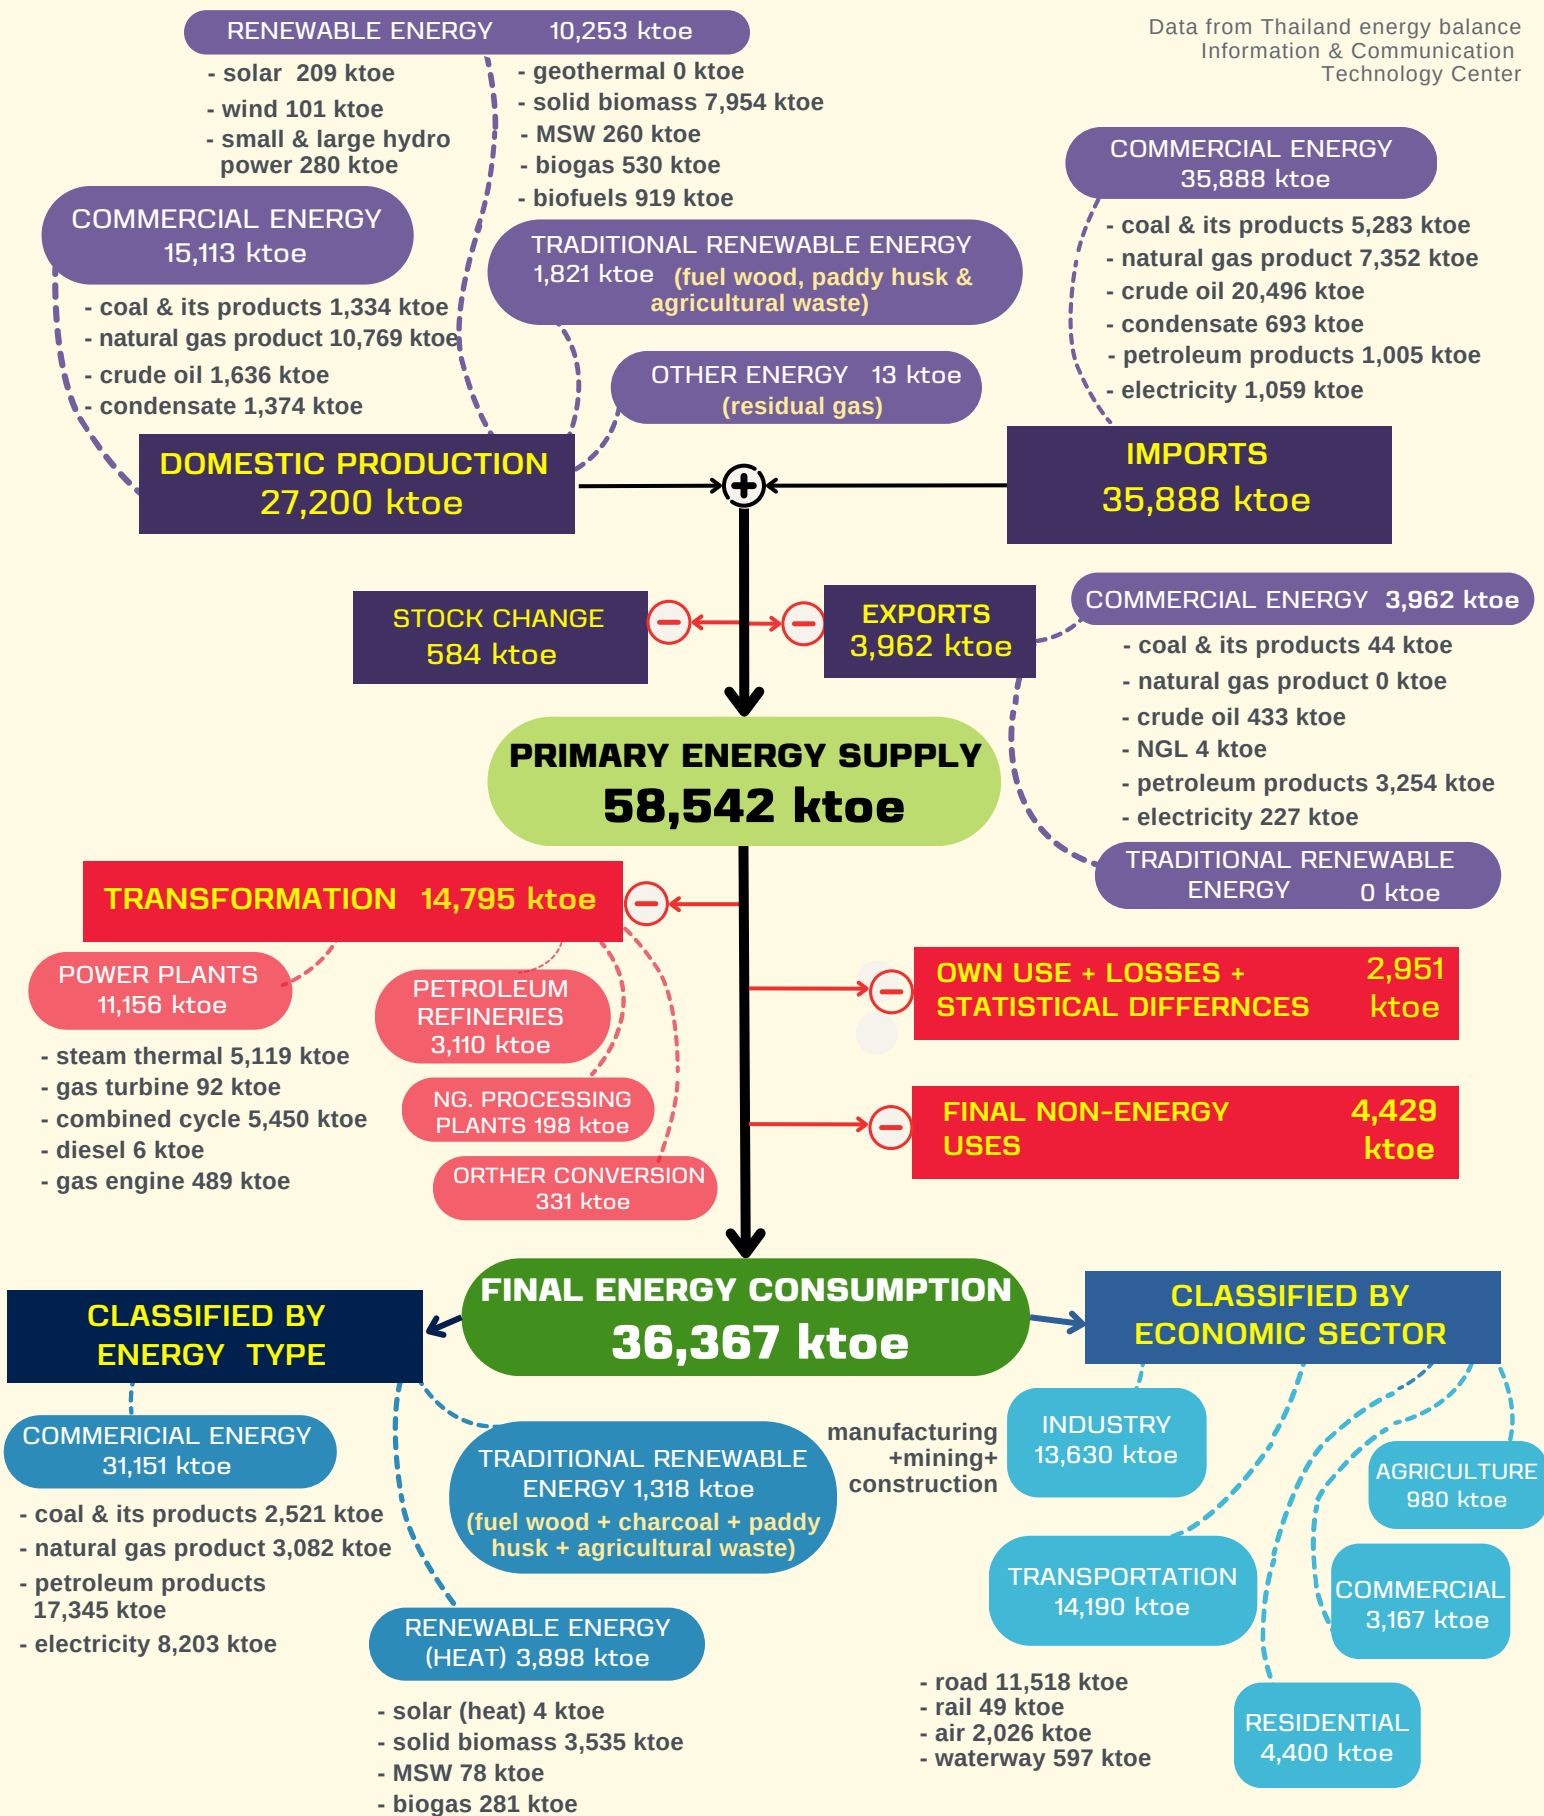 Data from Thailand energy balance
Information & Communication
Technology Center
RENEWABLE ENERGY 10,253 ktoe
- solar 209 ktoe
- wind 101 ktoe
- small & large hydro
power 280 ktoe
- geothermal 0 ktoe
- solid biomass 7,954 ktoe
- MSW 260 ktoe
- biogas 530 ktoe
- biofuels 919 ktoe
COMMERCIAL ENERGY
15,113 ktoe
- coal & its products 1,334 ktoe
- natural gas product 10,769 ktoe
- crude oil 1,636 ktoe
- condensate 1,374 ktoe
TRADITIONAL RENEWABLE ENERGY
1,821 ktoe (fuel wood, paddy husk &
agricultural waste)
OTHER ENERGY 13 ktoe
(residual gas)
COMMERCIAL ENERGY
35,888 ktoe
- coal & its products 5,283 ktoe
- natural gas product 7,352 ktoe
- crude oil 20,496 ktoe
- condensate 693 ktoe
- petroleum products 1,005 ktoe
- electricity 1,059 ktoe
DOMESTIC PRODUCTION
27,200 ktoe
IMPORTS
35,888 ktoe
STOCK CHANGE
584 ktoe
EXPORTS
3,962 ktoe
COMMERCIAL ENERGY 3,962 ktoe
- coal & its products 44 ktoe
- natural gas product 0 ktoe
- crude oil 433 ktoe
- NGL 4 ktoe
- petroleum products 3,254 ktoe
- electricity 227 ktoe
TRADITIONAL RENEWABLE
ENERGY 0 ktoe
PRIMARY ENERGY SUPPLY
58,542 ktoe
TRANSFORMATION 14,795 ktoe
POWER PLANTS
11,156 ktoe
- steam thermal 5,119 ktoe
- gas turbine 92 ktoe
- combined cycle 5,450 ktoe
- diesel 6 ktoe
- gas engine 489 ktoe
PETROLEUM
REFINERIES
3,110 ktoe
NG. PROCESSING
PLANTS 198 ktoe
ORTHER CONVERSION
331 ktoe
OWN USE + LOSSES +
STATISTICAL DIFFERNCES
2,951
ktoe
FINAL NON-ENERGY
USES
4,429
ktoe
FINAL ENERGY CONSUMPTION
36,367 ktoe
CLASSIFIED BY
ENERGY TYPE
COMMERICIAL ENERGY
31,151 ktoe
- coal & its products 2,521 ktoe
- natural gas product 3,082 ktoe
- petroleum products
17,345 ktoe
- electricity 8,203 ktoe
TRADITIONAL RENEWABLE
ENERGY 1,318 ktoe
(fuel wood + charcoal + paddy
husk + agricultural waste)
RENEWABLE ENERGY
(HEAT) 3,898 ktoe
- solar (heat) 4 ktoe
- solid biomass 3,535 ktoe
- MSW 78 ktoe
- biogas 281 ktoe
CLASSIFIED BY
ECONOMIC SECTOR
manufacturing
+mining+
construction
INDUSTRY
13,630 ktoe
AGRICULTURE
980 ktoe
TRANSPORTATION
14,190 ktoe
- road 11,518 ktoe
- rail 49 ktoe
- air 2,026 ktoe
- waterway 597 ktoe
COMMERCIAL
3,167 ktoe
RESIDENTIAL
4,400 ktoe